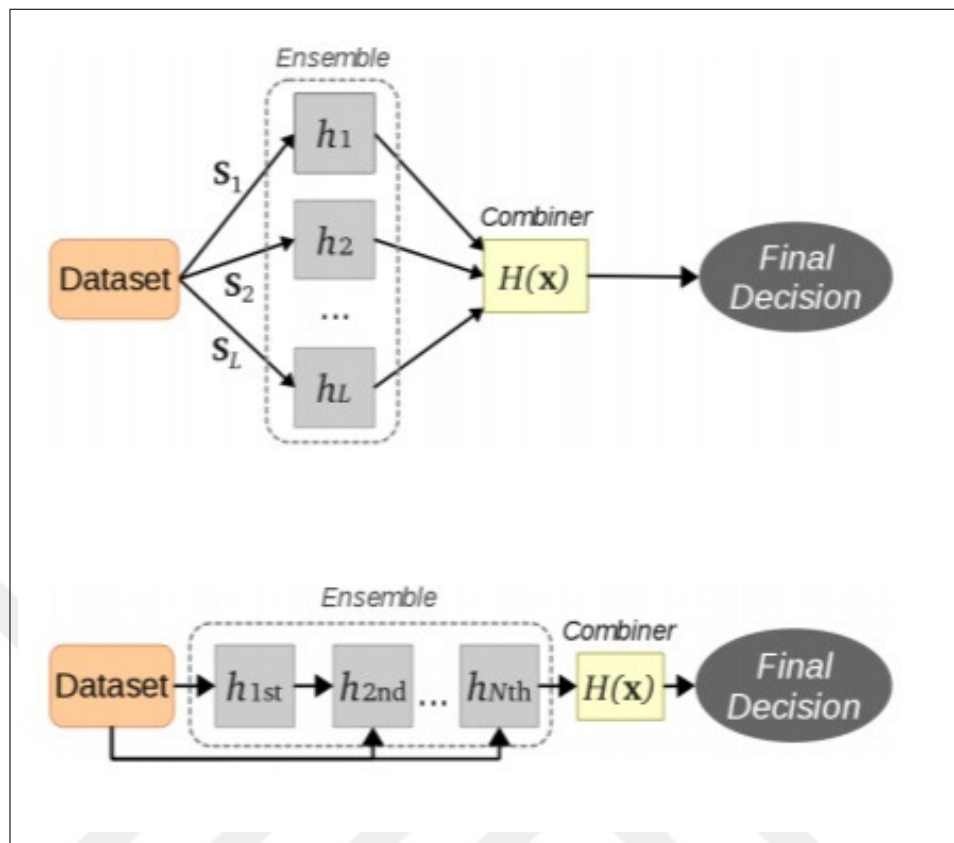 Ensemble
h1
S1
Combiner
h2
Dataset
H(x)
Final
Decision
S2
...
SL
hL
Ensemble
Combiner
Dataset
h1st
h2nd
...
hNth
H(x)
Final
Decision